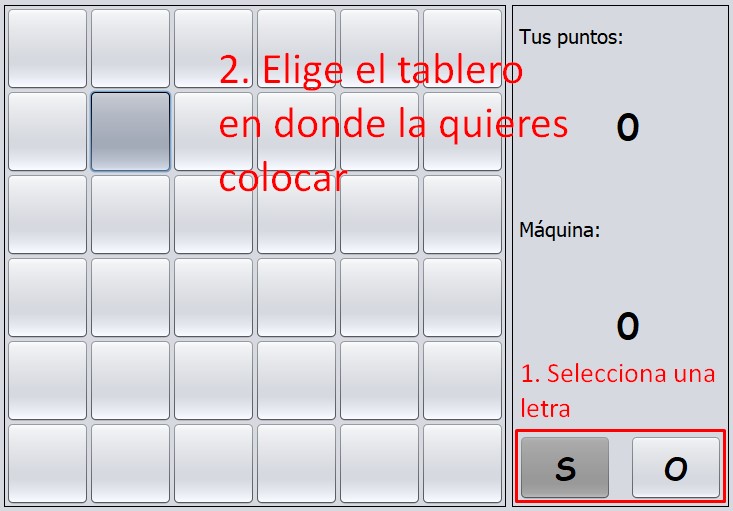 2. Elige el tablero
en donde la quieres
colocar
Tus puntos:
0
Máquina:
0
1. Selecciona una
letra
S O